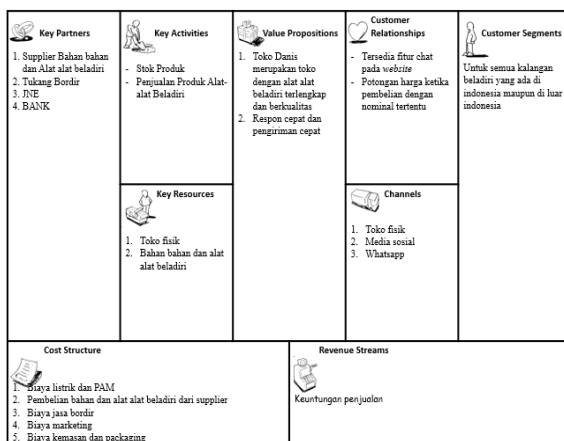 Key Partners
1. Supplier Bahan bahan
dan Alat alat beladiri
2. Tukang Bordir
3. JNE
4. BANK
Key Activities
- Stok Produk
- Penjualan Produk Alat-
alat Beladiri
Key Resources
1. Toko fisik
2. Bahan bahan dan alat
alat beladiri
Value Propositions
1. Toko Danis
merupakan toko
dengan alat alat
beladiri terlengkap
dan berkualitas
2. Respon cepat dan
pengiriman cepat
Customer
Relationships
- Tersedia fitur chat
pada website
- Potongan harga ketika
pembelian dengan
nominal tertentu
Channels
1. Toko fisik
2. Media sosial
3. Whatsapp
Customer Segments
Untuk semua kalangan
beladiri yang ada di
indonesia maupun di luar
indonesia
Cost Structure
1. Biaya listrik dan PAM
2. Pembelian bahan dan alat alat beladiri dari supplier
3. Biaya jasa bordir
4. Biaya marketing
5. Biaya kemasan dan packaging
Revenue Streams
Keuntungan penjualan